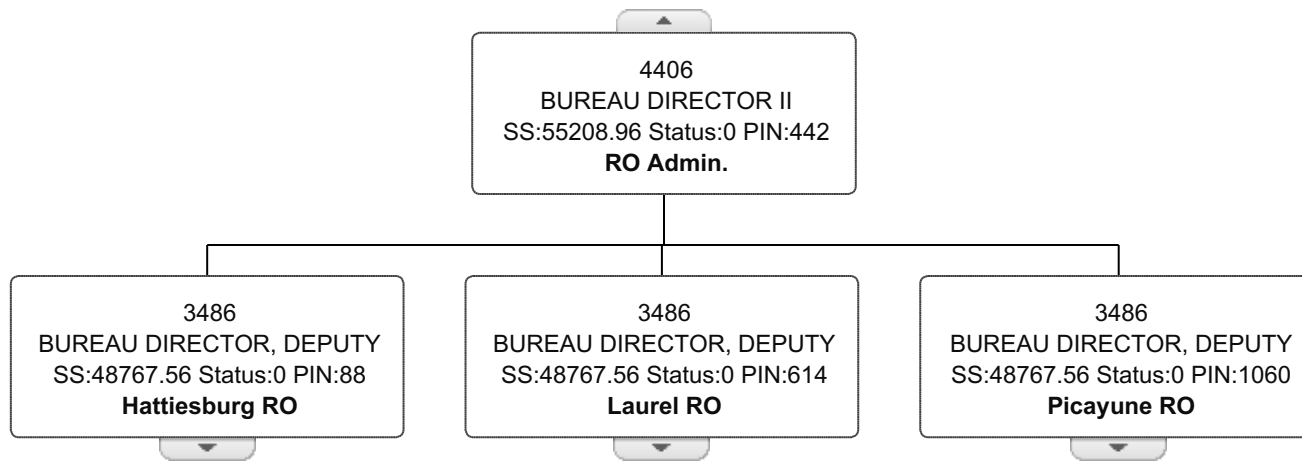 4406
BUREAU DIRECTOR II
SS:55208.96 Status:0 PIN:442
RO Admin.
3486
BUREAU DIRECTOR, DEPUTY
SS:48767.56 Status:0 PIN:88
Hattiesburg RO
3486
BUREAU DIRECTOR, DEPUTY
SS:48767.56 Status:0 PIN:614
Laurel RO
3486
BUREAU DIRECTOR, DEPUTY
SS:48767.56 Status:0 PIN:1060
Picayune RO